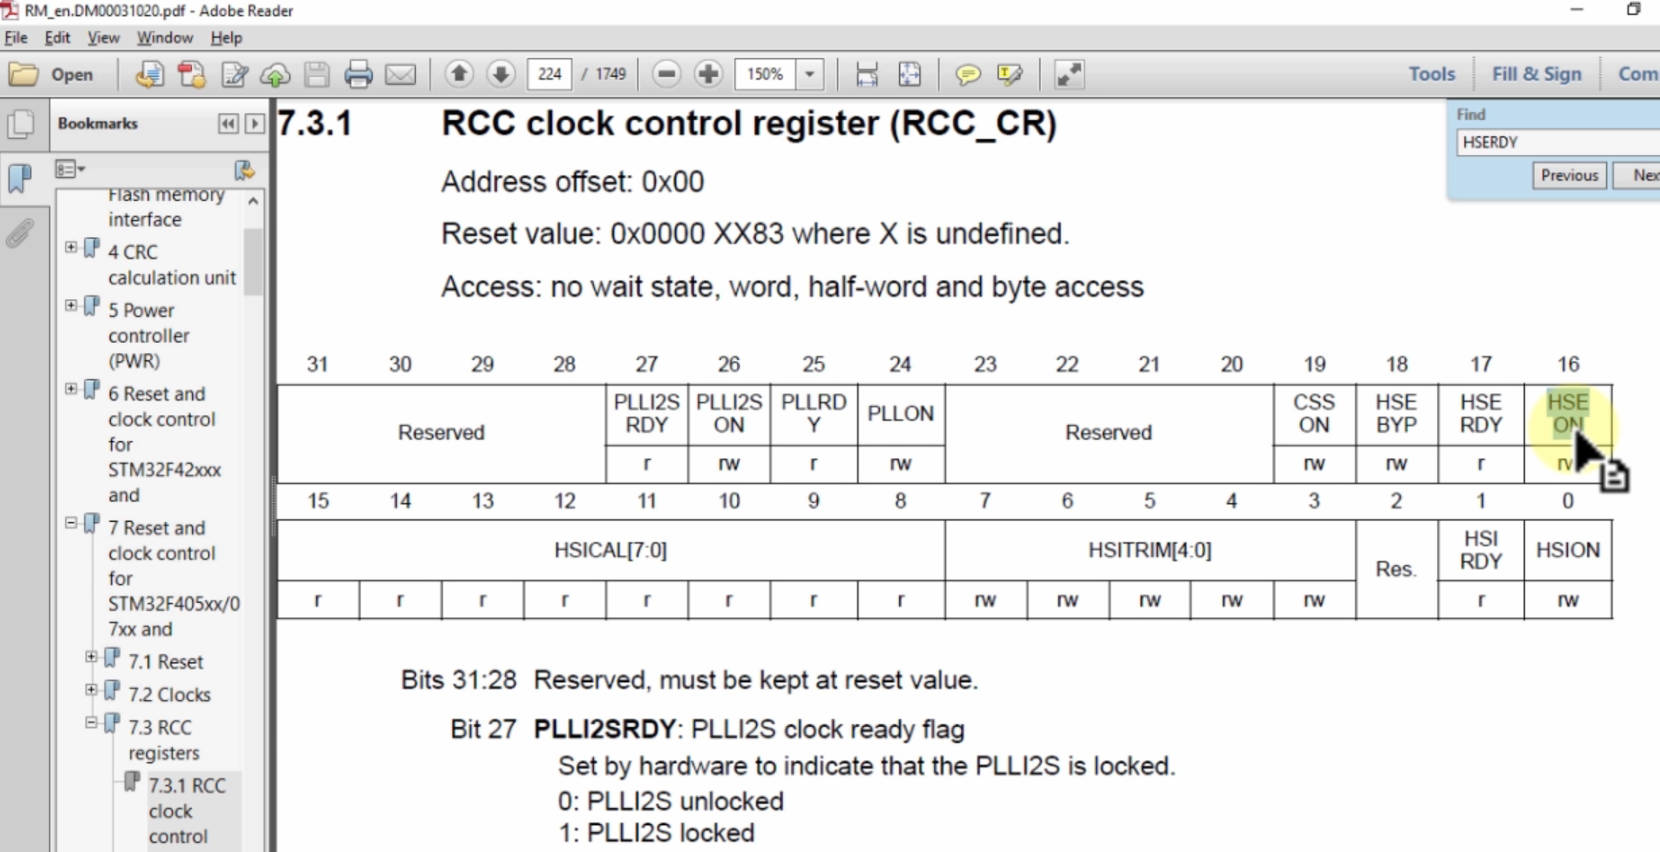 RM_en.DM00031020.pdf - Adobe Reader
File Edit View Window Help
Open 224 / 1749 150% Tools Fill & Sign Com
Bookmarks
Flash memory
interface
4 CRC
calculation unit
5 Power
controller
(PWR)
6 Reset and
clock control
for
STM32F42xxx
and
7 Reset and
clock control
for
STM32F405xx/0
7xx and
7.1 Reset
7.2 Clocks
7.3 RCC
registers
7.3.1 RCC
clock
control
Find
HSERDY
Previous Nex
7.3.1 RCC clock control register (RCC_CR)
Address offset: 0x00
Reset value: 0x0000 XX83 where X is undefined.
Access: no wait state, word, half-word and byte access
31 30 29 28 27 26 25 24 23 22 21 20 19 18 17 16
Reserved PLLI2S RDY PLLI2S ON PLLRD Y PLLON Reserved CSS ON HSE BYP HSE RDY HSE ON
r rw r rw rw rw r rw
15 14 13 12 11 10 9 8 7 6 5 4 3 2 1 0
HSICAL[7:0] HSITRIM[4:0] Res. HSI RDY HSION
r r r r r r r r rw rw rw rw rw r rw
Bits 31:28 Reserved, must be kept at reset value.
Bit 27 PLLI2SRDY: PLLI2S clock ready flag
Set by hardware to indicate that the PLLI2S is locked.
0: PLLI2S unlocked
1: PLLI2S locked